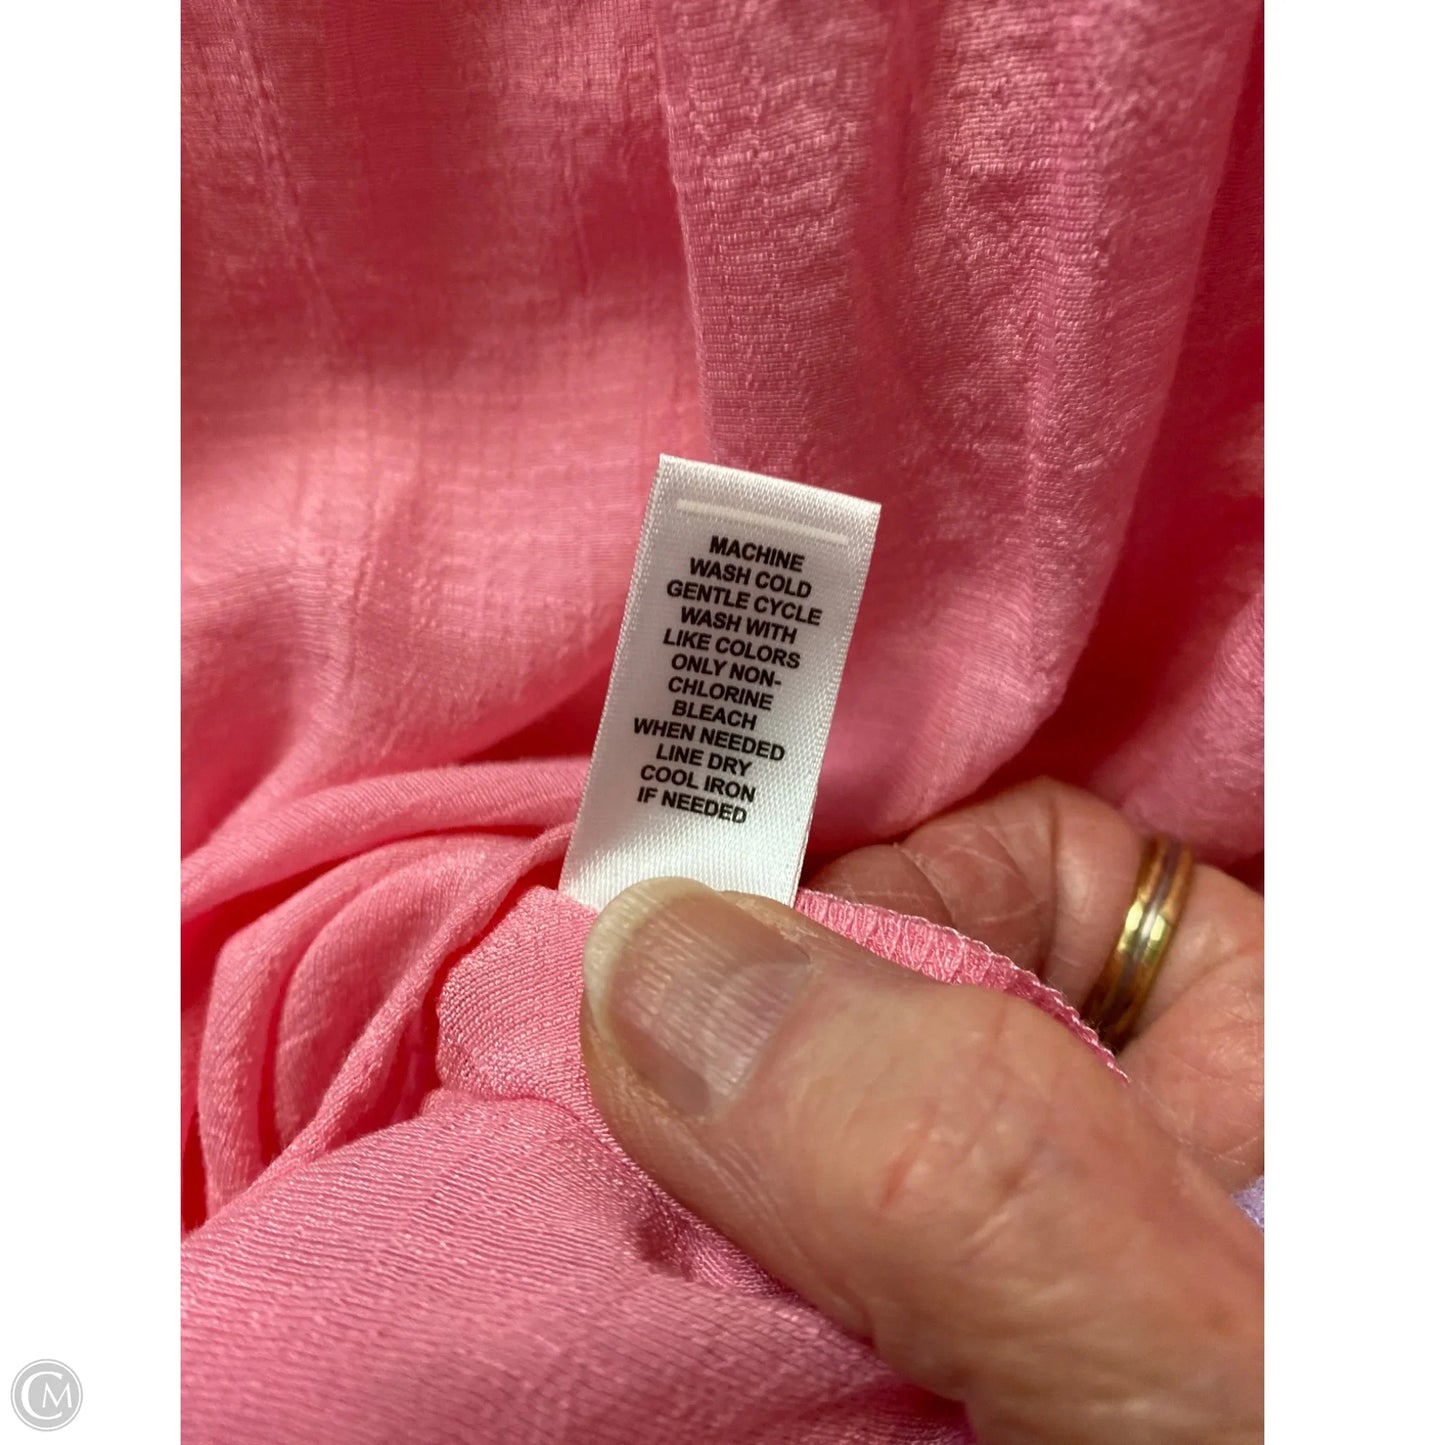 MACHINE
WASH COLD
GENTLE CYCLE
WASH WITH
LIKE COLORS
ONLY NON-
CHLORINE
BLEACH
WHEN NEEDED
LINE DRY
COOL IRON
IF NEEDED
CM